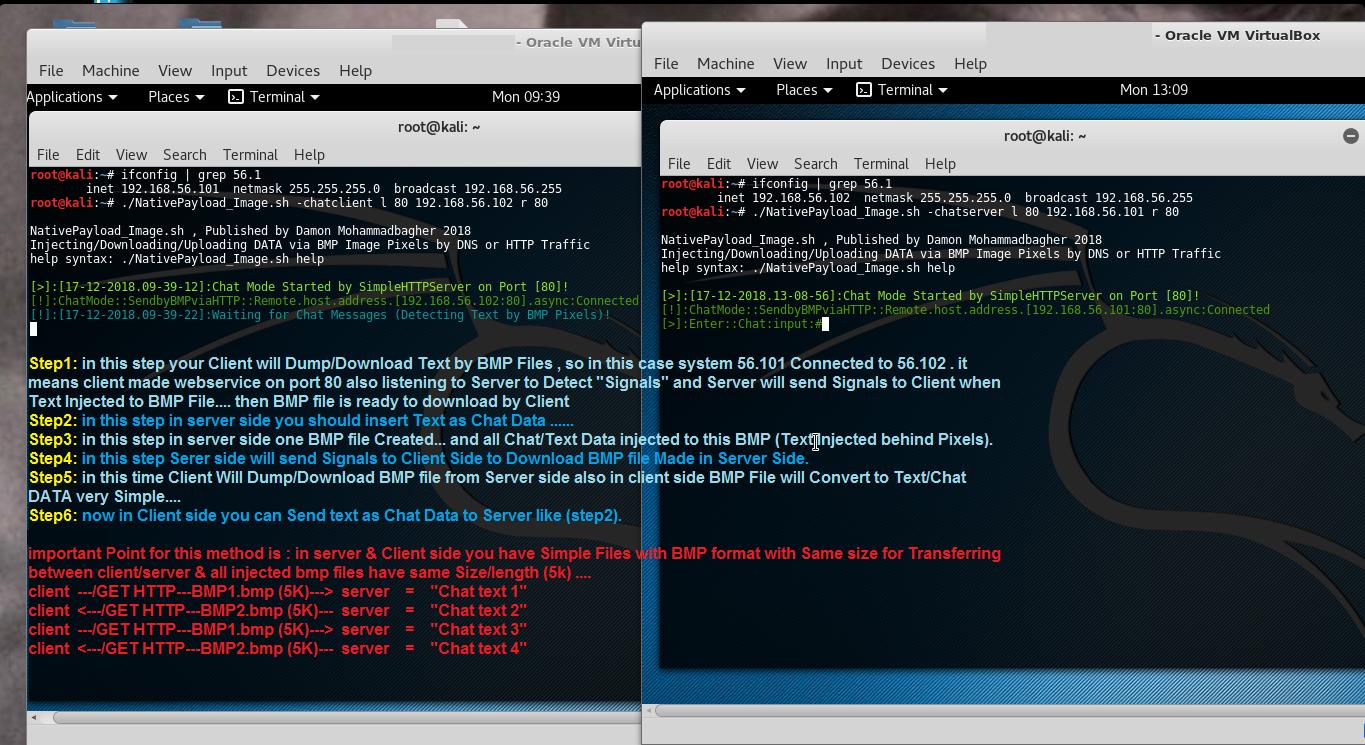 - Oracle VM Virtu
File Machine View Input Devices Help
Applications Places Terminal Mon 09:39
root@kali: ~
File Edit View Search Terminal Help
root@kali:~# ifconfig | grep 56.1
inet 192.168.56.101 netmask 255.255.255.0 broadcast 192.168.56.255
root@kali:~# ./NativePayload_Image.sh -chatclient l 80 192.168.56.102 r 80
NativePayload_Image.sh , Published by Damon Mohammadbagher 2018
Injecting/Downloading/Uploading DATA via BMP Image Pixels by DNS or HTTP Traffic
help syntax: ./NativePayload_Image.sh help
[>]:[17-12-2018.09-39-12]:Chat Mode Started by SimpleHTTPServer on Port [80]!
[!]:ChatMode::SendbyBMPviaHTTP::Remote.host.address.[192.168.56.102:80].async:Connected
[!]:[17-12-2018.09-39-22]:Waiting for Chat Messages (Detecting Text by BMP Pixels)!
- Oracle VM VirtualBox
File Machine View Input Devices Help
Applications Places Terminal Mon 13:09
root@kali: ~
File Edit View Search Terminal Help
root@kali:~# ifconfig | grep 56.1
inet 192.168.56.102 netmask 255.255.255.0 broadcast 192.168.56.255
root@kali:~# ./NativePayload_Image.sh -chatserver l 80 192.168.56.101 r 80
NativePayload_Image.sh , Published by Damon Mohammadbagher 2018
Injecting/Downloading/Uploading DATA via BMP Image Pixels by DNS or HTTP Traffic
help syntax: ./NativePayload_Image.sh help
[>]:[17-12-2018.13-08-56]:Chat Mode Started by SimpleHTTPServer on Port [80]!
[!]:ChatMode::SendbyBMPviaHTTP::Remote.host.address.[192.168.56.101:80].async:Connected
[>]:Enter::Chat:input:#
Step1: in this step your Client will Dump/Download Text by BMP Files , so in this case system 56.101 Connected to 56.102 . it
means client made webservice on port 80 also listening to Server to Detect "Signals" and Server will send Signals to Client when
Text Injected to BMP File.... then BMP file is ready to download by Client
Step2: in this step in server side you should insert Text as Chat Data ......
Step3: in this step in server side one BMP file Created... and all Chat/Text Data injected to this BMP (Text Injected behind Pixels).
Step4: in this step Serer side will send Signals to Client Side to Download BMP file Made in Server Side.
Step5: in this time Client Will Dump/Download BMP file from Server side also in client side BMP File will Convert to Text/Chat
DATA very Simple....
Step6: now in Client side you can Send text as Chat Data to Server like (step2).
important Point for this method is : in server & Client side you have Simple Files with BMP format with Same size for Transferring
between client/server & all injected bmp files have same Size/length (5k) ....
client ---/GET HTTP---BMP1.bmp (5K)---> server = "Chat text 1"
client <---/GET HTTP---BMP2.bmp (5K)--- server = "Chat text 2"
client ---/GET HTTP---BMP1.bmp (5K)---> server = "Chat text 3"
client <---/GET HTTP---BMP2.bmp (5K)--- server = "Chat text 4"